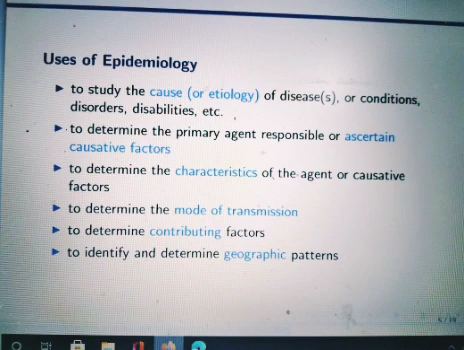 Uses of Epidemiology
▶ to study the cause (or etiology) of disease(s), or conditions,
disorders, disabilities, etc.
▶ to determine the primary agent responsible or ascertain
causative factors
▶ to determine the characteristics of the agent or causative
factors
▶ to determine the mode of transmission
▶ to determine contributing factors
▶ to identify and determine geographic patterns